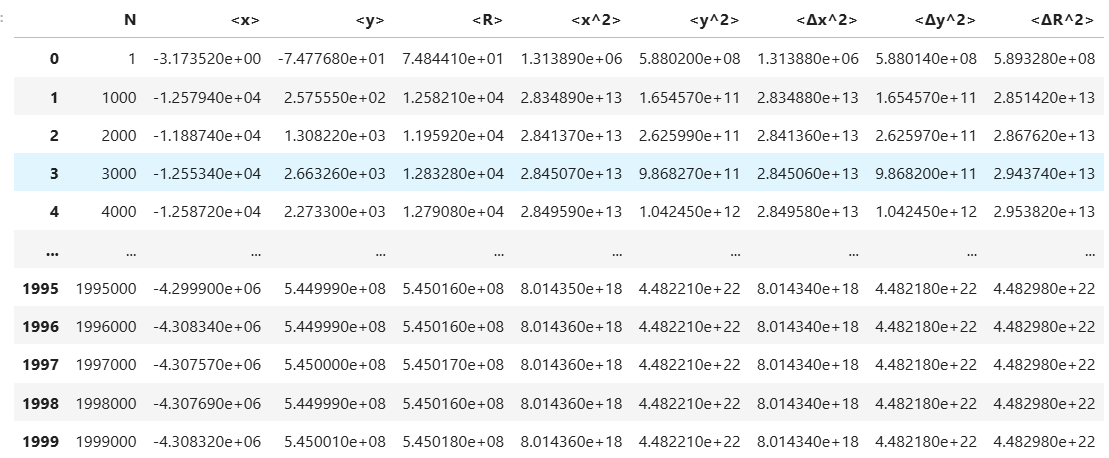 N <x> <y> <R> <x^2> <y^2> <Δx^2> <Δy^2> <ΔR^2>
0 1 -3.173520e+00 -7.477680e+01 7.484410e+01 1.313890e+06 5.880200e+08 1.313880e+06 5.880140e+08 5.893280e+08
1 1000 -1.257940e+04 2.575550e+02 1.258210e+04 2.834890e+13 1.654570e+11 2.834880e+13 1.654570e+11 2.851420e+13
2 2000 -1.188740e+04 1.308220e+03 1.195920e+04 2.841370e+13 2.625990e+11 2.841360e+13 2.625970e+11 2.867620e+13
3 3000 -1.255340e+04 2.663260e+03 1.283280e+04 2.845070e+13 9.868270e+11 2.845060e+13 9.868200e+11 2.943740e+13
4 4000 -1.258720e+04 2.273300e+03 1.279080e+04 2.849590e+13 1.042450e+12 2.849580e+13 1.042450e+12 2.953820e+13
... ... ... ... ... ... ... ... ... ...
1995 1995000 -4.299900e+06 5.449990e+08 5.450160e+08 8.014350e+18 4.482210e+22 8.014340e+18 4.482180e+22 4.482980e+22
1996 1996000 -4.308340e+06 5.449990e+08 5.450160e+08 8.014360e+18 4.482210e+22 8.014340e+18 4.482180e+22 4.482980e+22
1997 1997000 -4.307570e+06 5.450000e+08 5.450170e+08 8.014360e+18 4.482210e+22 8.014340e+18 4.482180e+22 4.482980e+22
1998 1998000 -4.307690e+06 5.449990e+08 5.450160e+08 8.014360e+18 4.482210e+22 8.014340e+18 4.482180e+22 4.482980e+22
1999 1999000 -4.308320e+06 5.450010e+08 5.450180e+08 8.014360e+18 4.482210e+22 8.014340e+18 4.482180e+22 4.482980e+22